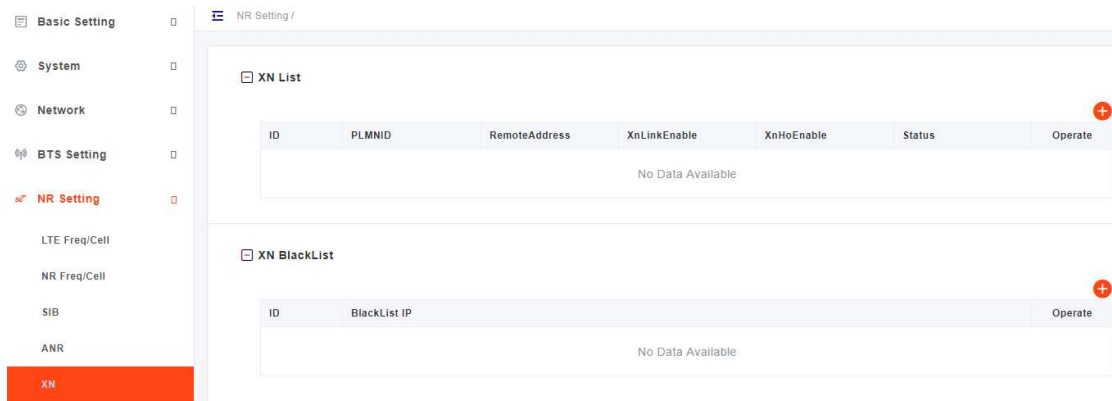 Basic Setting
System
Network
BTS Setting
5G NR Setting
LTE Freq/Cell
NR Freq/Cell
SIB
ANR
XN
NR Setting /
XN List
ID PLMNID RemoteAddress XnLinkEnable XnHoEnable Status Operate
No Data Available
XN BlackList
ID BlackList IP Operate
No Data Available